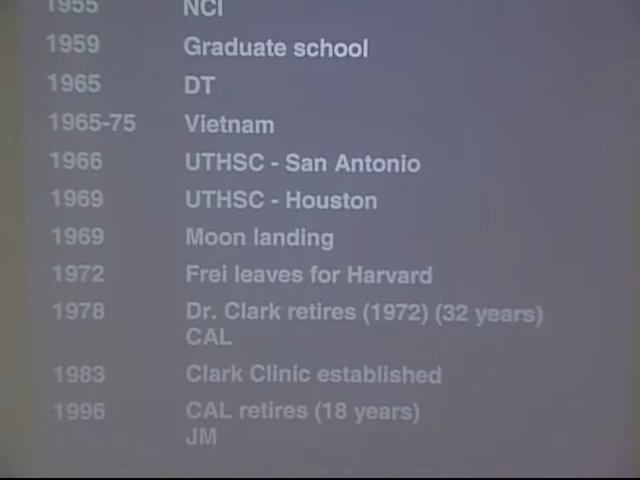 1955 NCI
1959 Graduate school
1965 DT
1965-75 Vietnam
1966 UTHSC - San Antonio
1969 UTHSC - Houston
1969 Moon landing
1972 Frei leaves for Harvard
1978 Dr. Clark retires (1972) (32 years)
CAL
1983 Clark Clinic established
1996 CAL retires (18 years)
JM